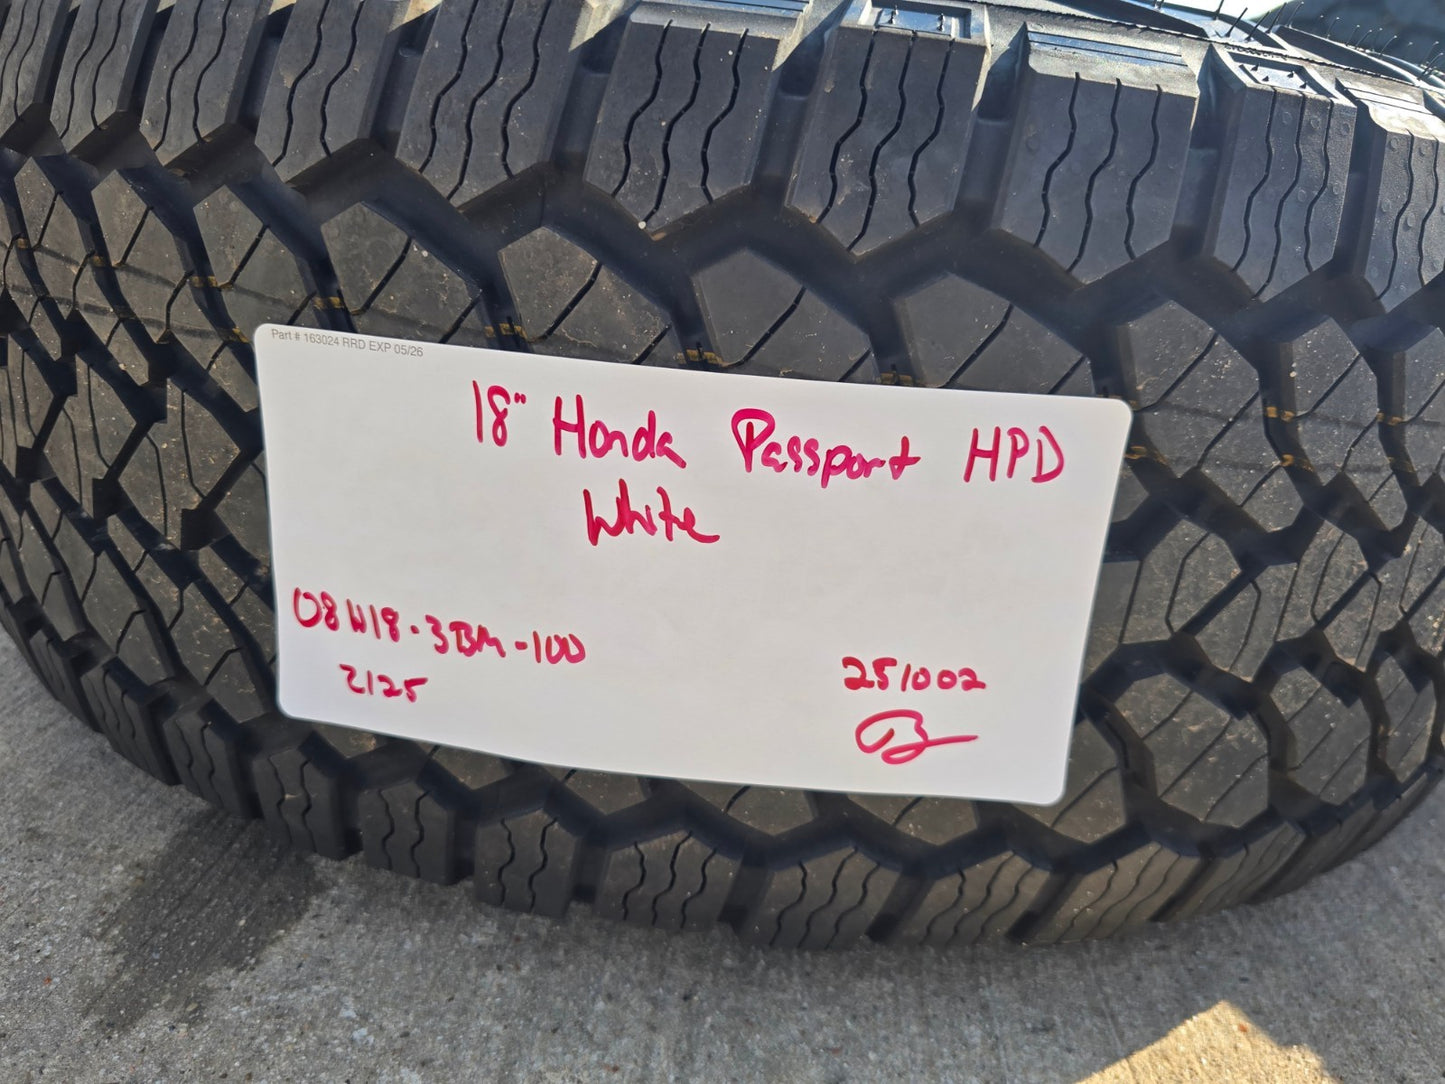 Part # 163024 RRD EXP 05/26
18" Honda Passport HPD
White
08W18-3BM-100
2125
251002